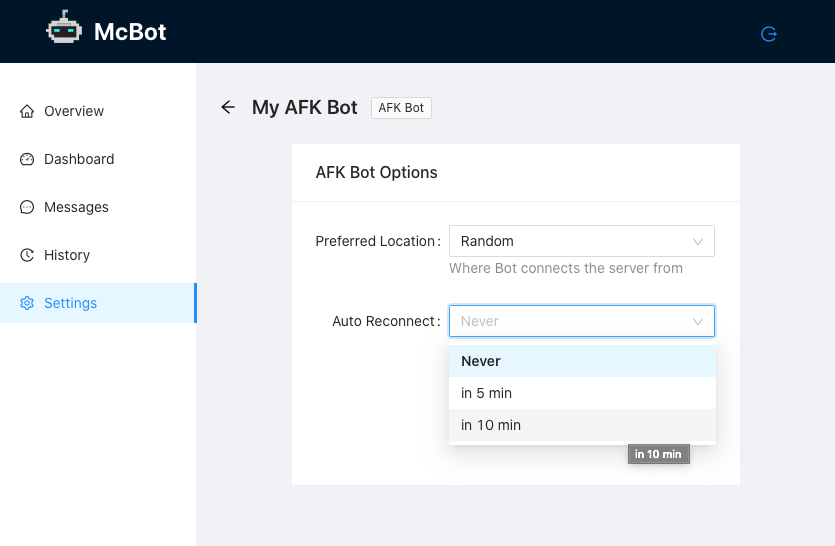 McBot
Overview
Dashboard
Messages
History
Settings
My AFK Bot
AFK Bot
AFK Bot Options
Preferred Location: Random
Where Bot connects the server from
Auto Reconnect: Never
Never
in 5 min
in 10 min
in 10 min